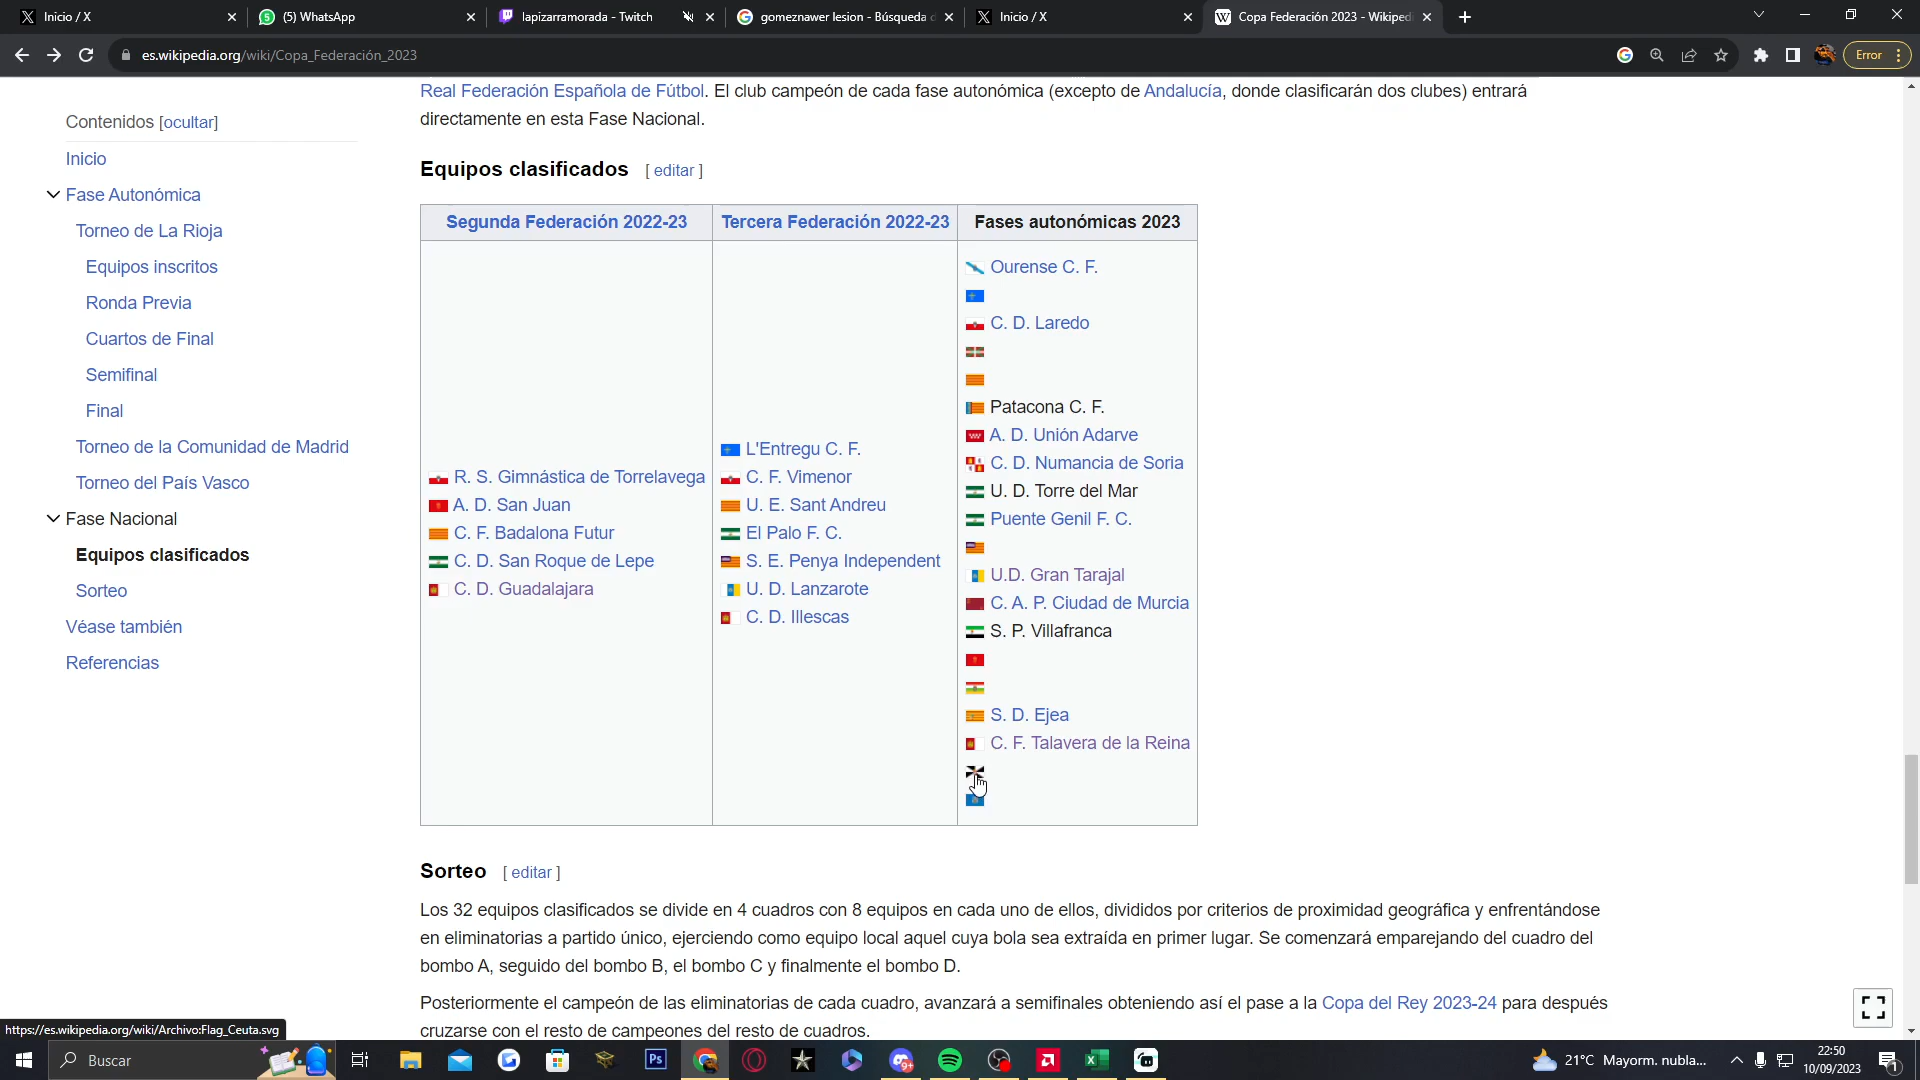 Inicio / X
(5) WhatsApp
lapizarramorada - Twitch
gomeznawer lesion - Búsqueda d
Inicio / X
Copa Federación 2023 - Wikiped
es.wikipedia.org/wiki/Copa_Federación_2023
Error
Contenidos [ocultar]
Inicio
Fase Autonómica
Torneo de La Rioja
Equipos inscritos
Ronda Previa
Cuartos de Final
Semifinal
Final
Torneo de la Comunidad de Madrid
Torneo del País Vasco
Fase Nacional
Equipos clasificados
Sorteo
Véase también
Referencias
Real Federación Española de Fútbol. El club campeón de cada fase autonómica (excepto de Andalucía, donde clasificarán dos clubes) entrará
directamente en esta Fase Nacional.
Equipos clasificados [ editar ]
Segunda Federación 2022-23
R. S. Gimnástica de Torrelavega
A. D. San Juan
C. F. Badalona Futur
C. D. San Roque de Lepe
C. D. Guadalajara
Tercera Federación 2022-23
L'Entregu C. F.
C. F. Vimenor
U. E. Sant Andreu
El Palo F. C.
S. E. Penya Independent
U. D. Lanzarote
C. D. Illescas
Fases autonómicas 2023
Ourense C. F.
C. D. Laredo
Patacona C. F.
A. D. Unión Adarve
C. D. Numancia de Soria
U. D. Torre del Mar
Puente Genil F. C.
U.D. Gran Tarajal
C. A. P. Ciudad de Murcia
S. P. Villafranca
S. D. Ejea
C. F. Talavera de la Reina
Sorteo [ editar ]
Los 32 equipos clasificados se divide en 4 cuadros con 8 equipos en cada uno de ellos, divididos por criterios de proximidad geográfica y enfrentándose
en eliminatorias a partido único, ejerciendo como equipo local aquel cuya bola sea extraída en primer lugar. Se comenzará emparejando del cuadro del
bombo A, seguido del bombo B, el bombo C y finalmente el bombo D.
Posteriormente el campeón de las eliminatorias de cada cuadro, avanzará a semifinales obteniendo así el pase a la Copa del Rey 2023-24 para después
cruzarse con el resto de campeones del resto de cuadros.
https://es.wikipedia.org/wiki/Archivo:Flag_Ceuta.svg
Buscar
Ps
9+
21°C Mayorm. nubla...
22:50
10/09/2023
1